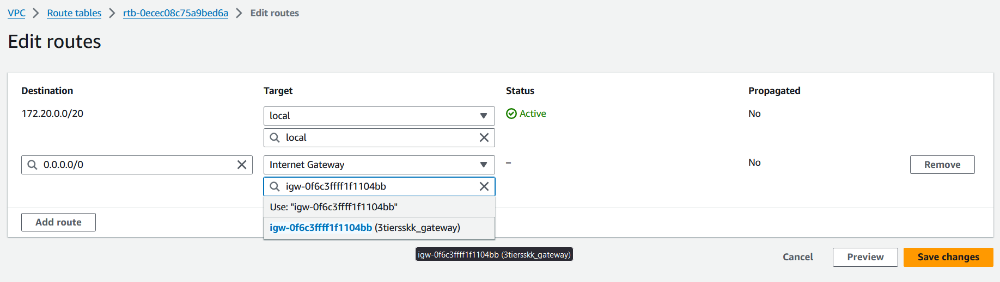 VPC > Route tables > rtb-0ecec08c75a9bed6a > Edit routes
Edit routes
Destination Target Status Propagated
172.20.0.0/20 local Active No
local
0.0.0.0/0 Internet Gateway – No Remove
igw-0f6c3ffff1f1104bb
Use: "igw-0f6c3ffff1f1104bb"
Add route igw-0f6c3ffff1f1104bb (3tiersskk_gateway)
igw-0f6c3ffff1f1104bb (3tiersskk_gateway)
Cancel Preview Save changes